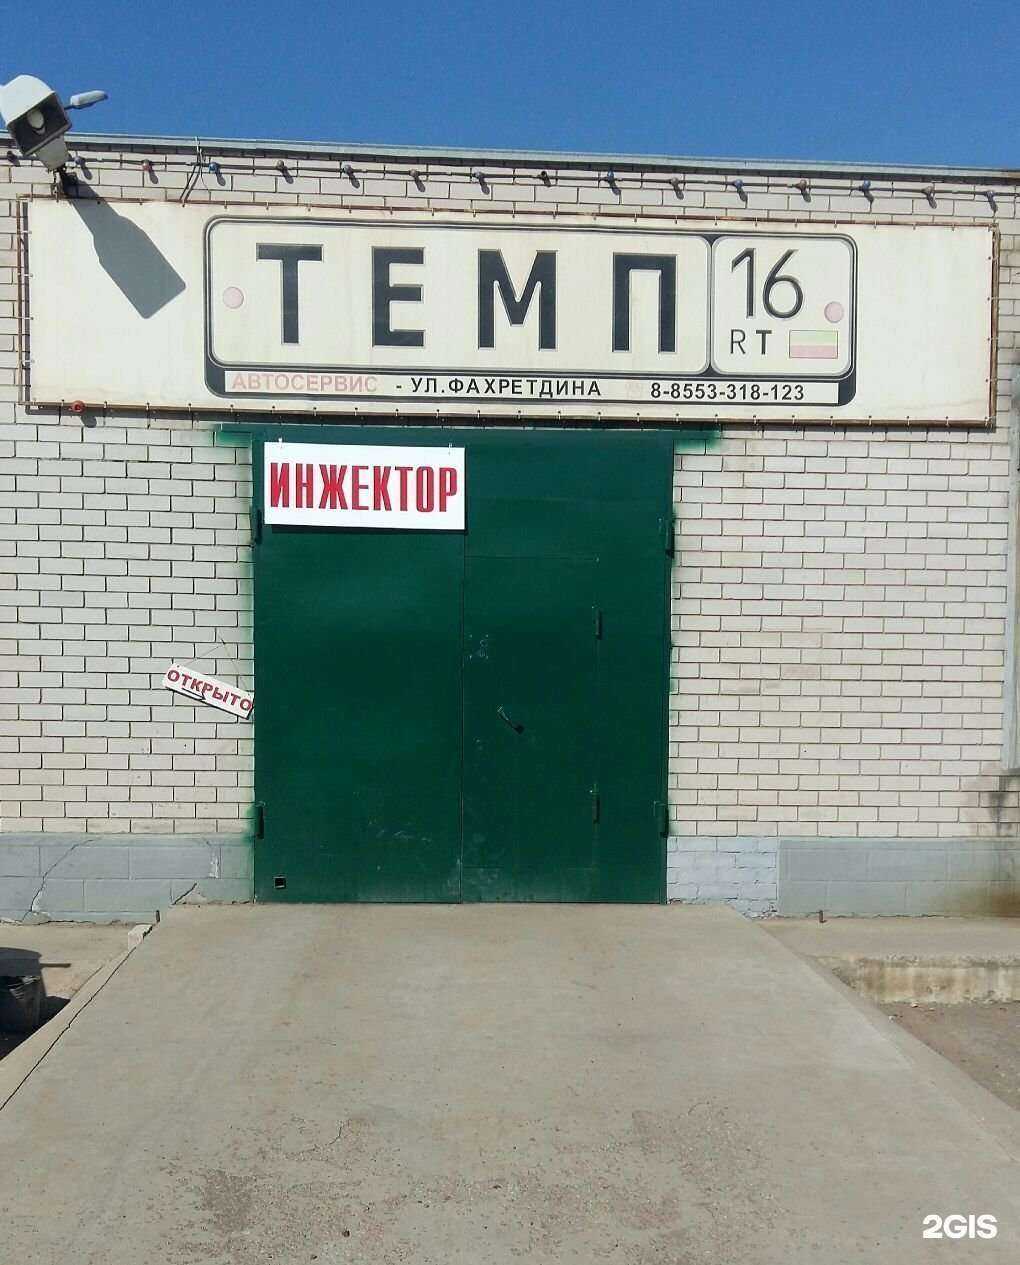 ТЕМП 16
RT
АВТОСЕРВИС - УЛ.ФАХРЕТДИНА 8-8553-318-123
ИНЖЕКТОР
ОТКРЫТО
2GIS